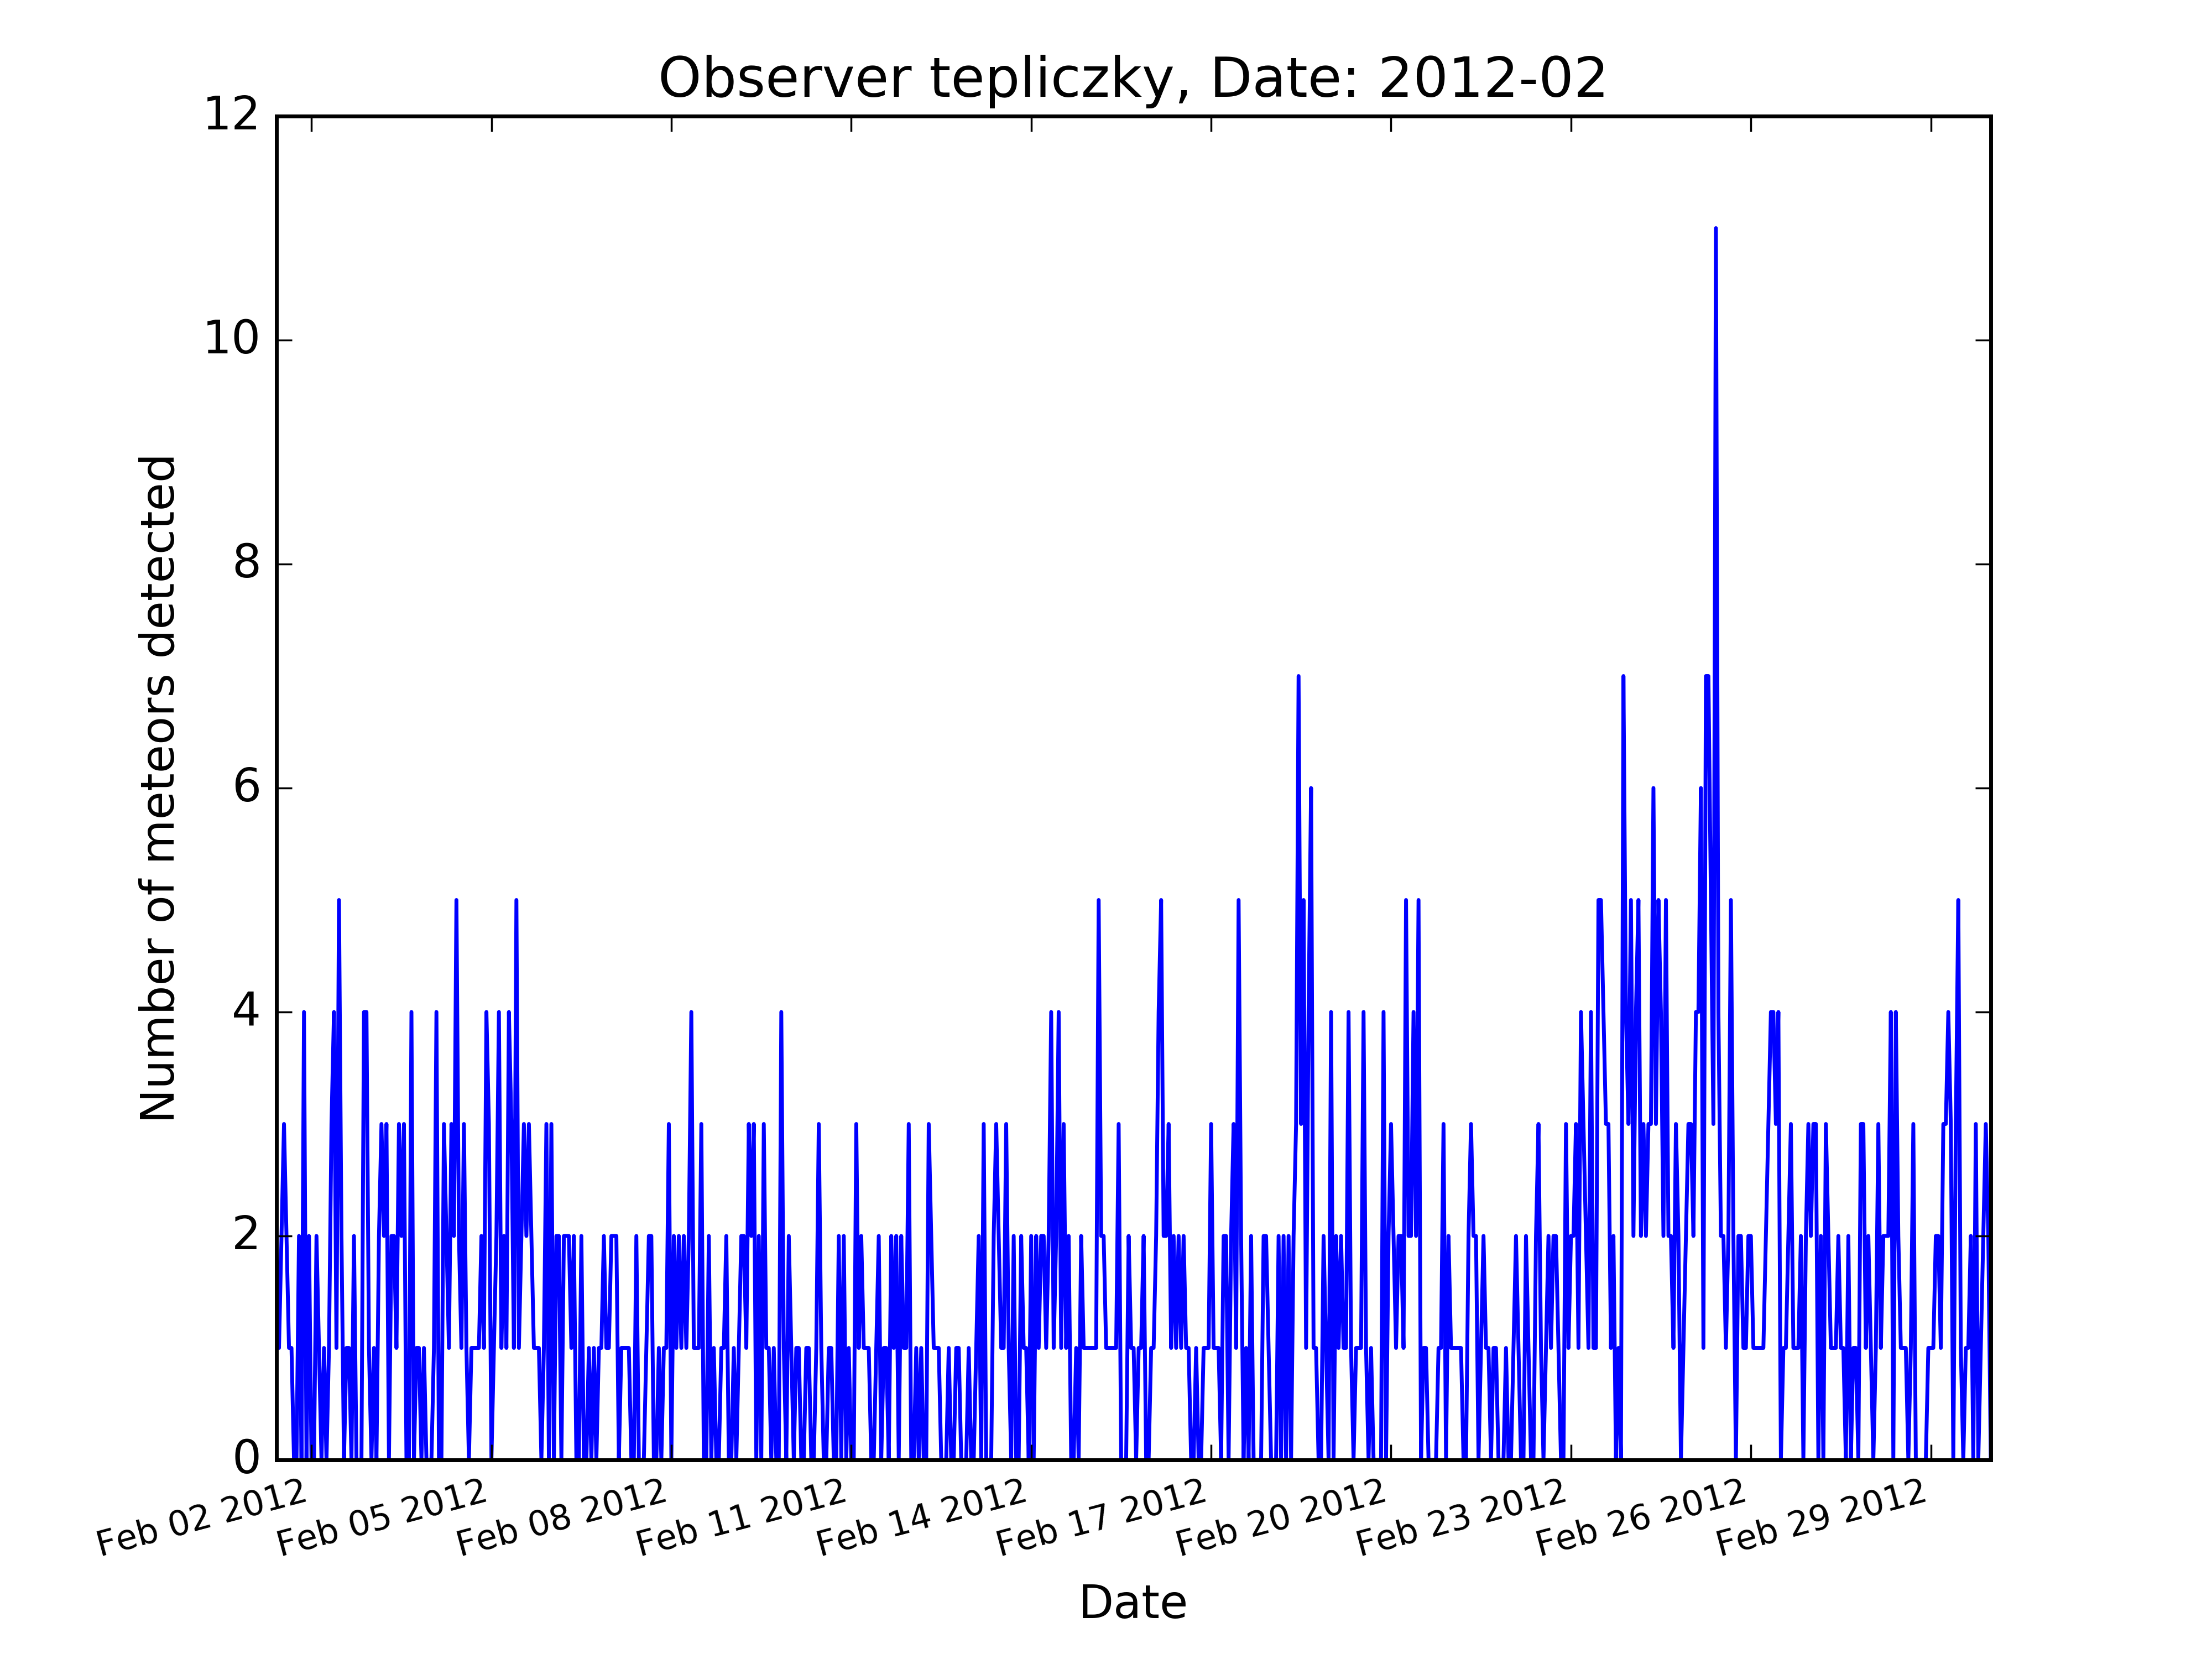 Observer tepliczky, Date: 2012-02
Number of meteors detected
12
10
8
6
4
2
0
Feb 02 2012
Feb 05 2012
Feb 08 2012
Feb 11 2012
Feb 14 2012
Feb 17 2012
Feb 20 2012
Feb 23 2012
Feb 26 2012
Feb 29 2012
Date